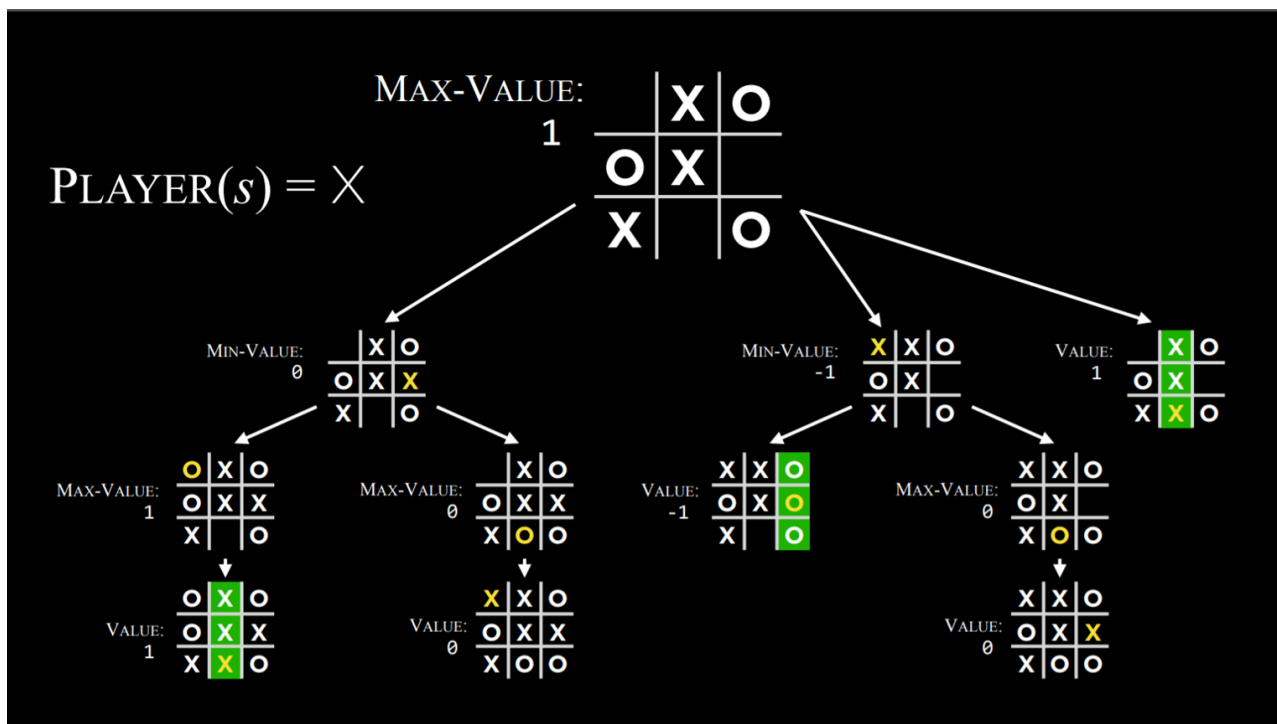 MAX-VALUE:
1
X O
O X
X O
PLAYER(s) = X
MIN-VALUE:
0
X O
O X X
X O
MIN-VALUE:
-1
X X O
O X
X O
VALUE:
1
X O
O X
X X O
MAX-VALUE:
1
O X O
O X X
X O
MAX-VALUE:
0
X O
O X X
X O O
VALUE:
-1
X X O
O X O
X O
MAX-VALUE:
0
X X O
O X
X O O
VALUE:
1
O X O
O X X
X X O
VALUE:
0
X X O
O X X
X O O
VALUE:
0
X X O
O X X
X O O